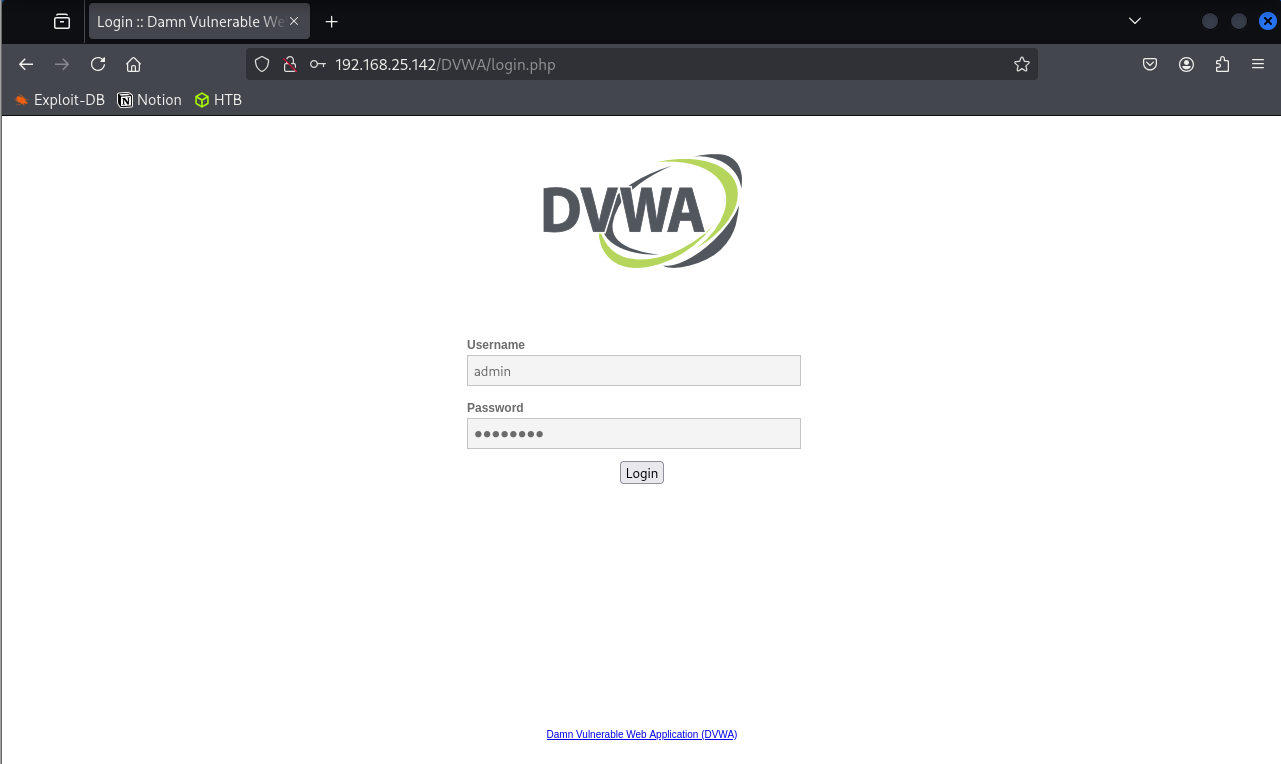 Login :: Damn Vulnerable We
192.168.25.142/DVWA/login.php
Exploit-DB Notion HTB
DVWA
Username
admin
Password
••••••••
Login
Damn Vulnerable Web Application (DVWA)